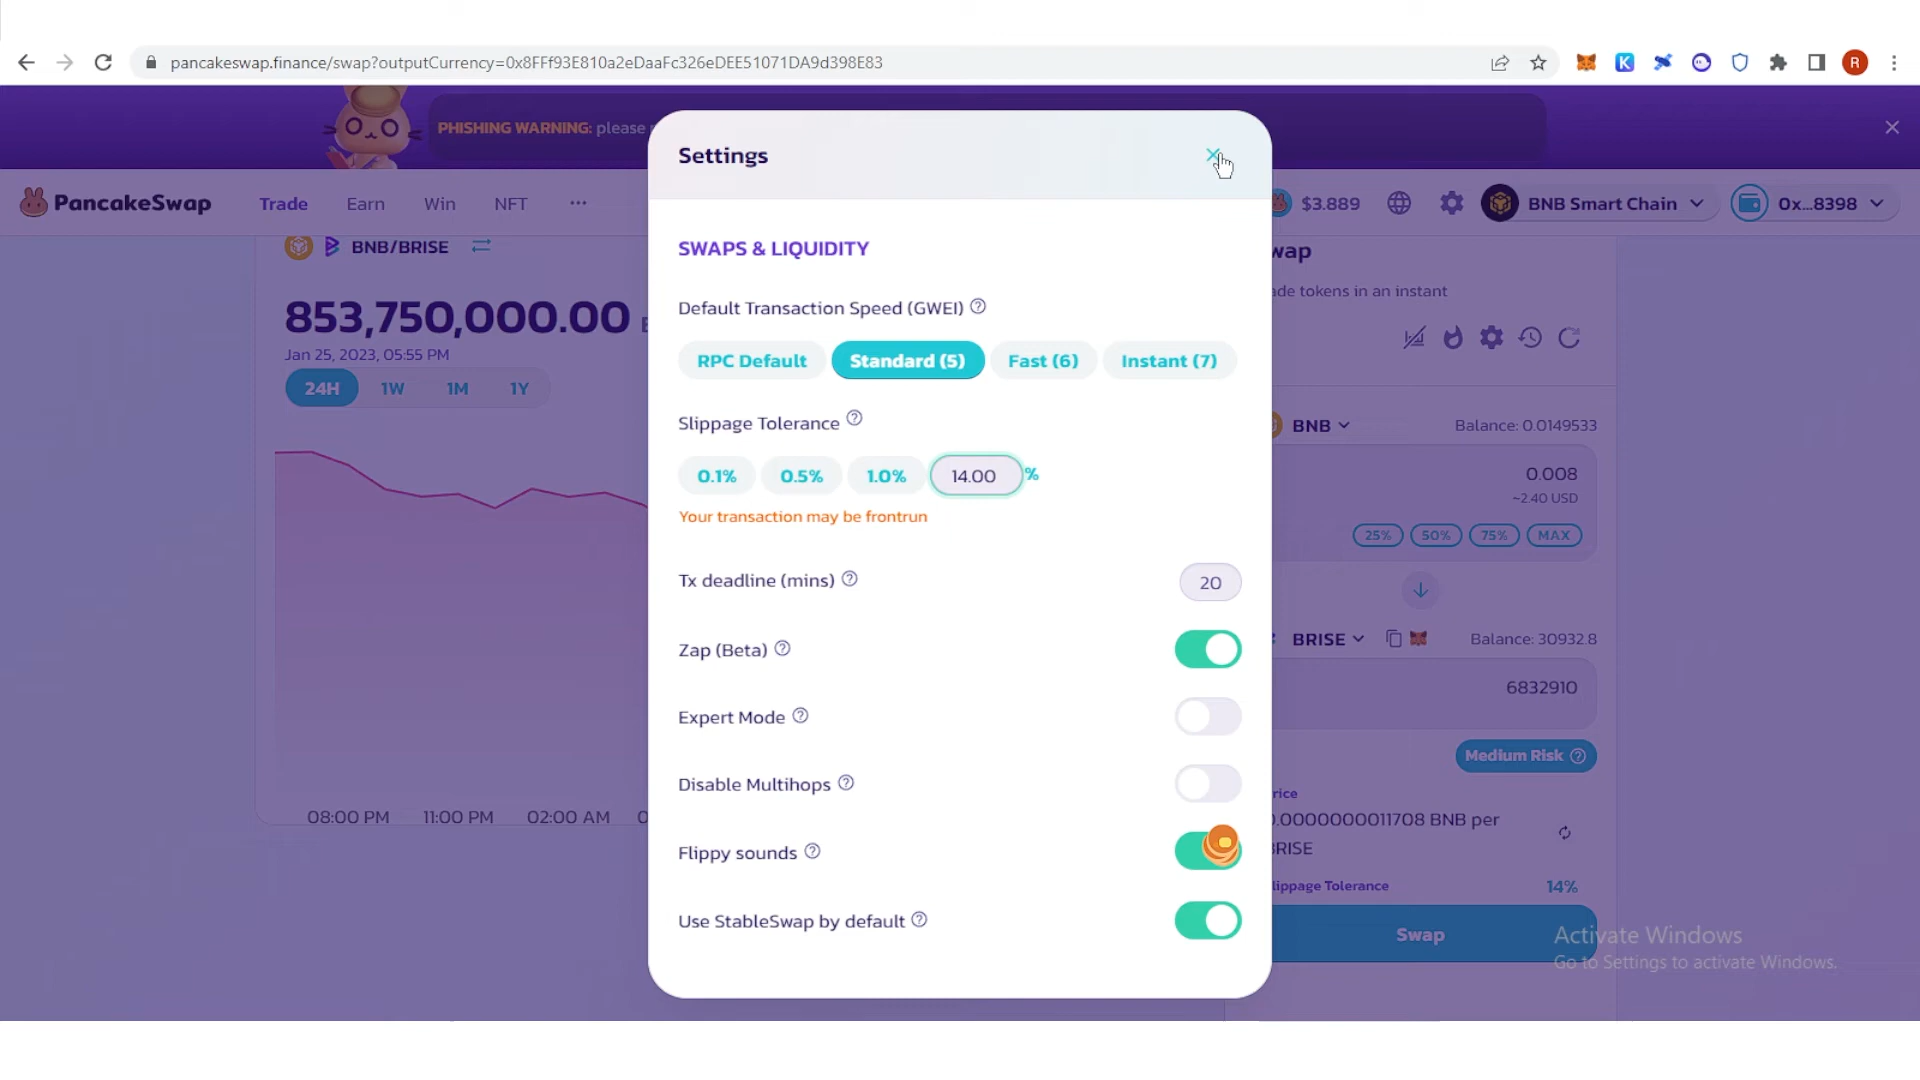 pancakeswap.finance/swap?outputCurrency=0x8FFf93E810a2eDaaFc326eDEE51071DA9d398E83
R
PHISHING WARNING: please
PancakeSwap
Trade
Earn
Win
NFT
$3.889
BNB Smart Chain
0x...8398
BNB/BRISE
853,750,000.00
Jan 25, 2023, 05:55 PM
24H
1W
1M
1Y
08:00 PM
11:00 PM
02:00 AM
Settings
SWAPS & LIQUIDITY
Default Transaction Speed (GWEI)
RPC Default
Standard (5)
Fast (6)
Instant (7)
Slippage Tolerance
0.1%
0.5%
1.0%
14.00 %
Your transaction may be frontrun
Tx deadline (mins)
20
Zap (Beta)
Expert Mode
Disable Multihops
Flippy sounds
Use StableSwap by default
wap
ade tokens in an instant
BNB
Balance: 0.0149533
0.008
~2.40 USD
25%
50%
75%
MAX
BRISE
Balance: 30932.8
6832910
Medium Risk
rice
0.0000000011708 BNB per
BRISE
lippage Tolerance
14%
Swap
Activate Windows
Go to Settings to activate Windows.